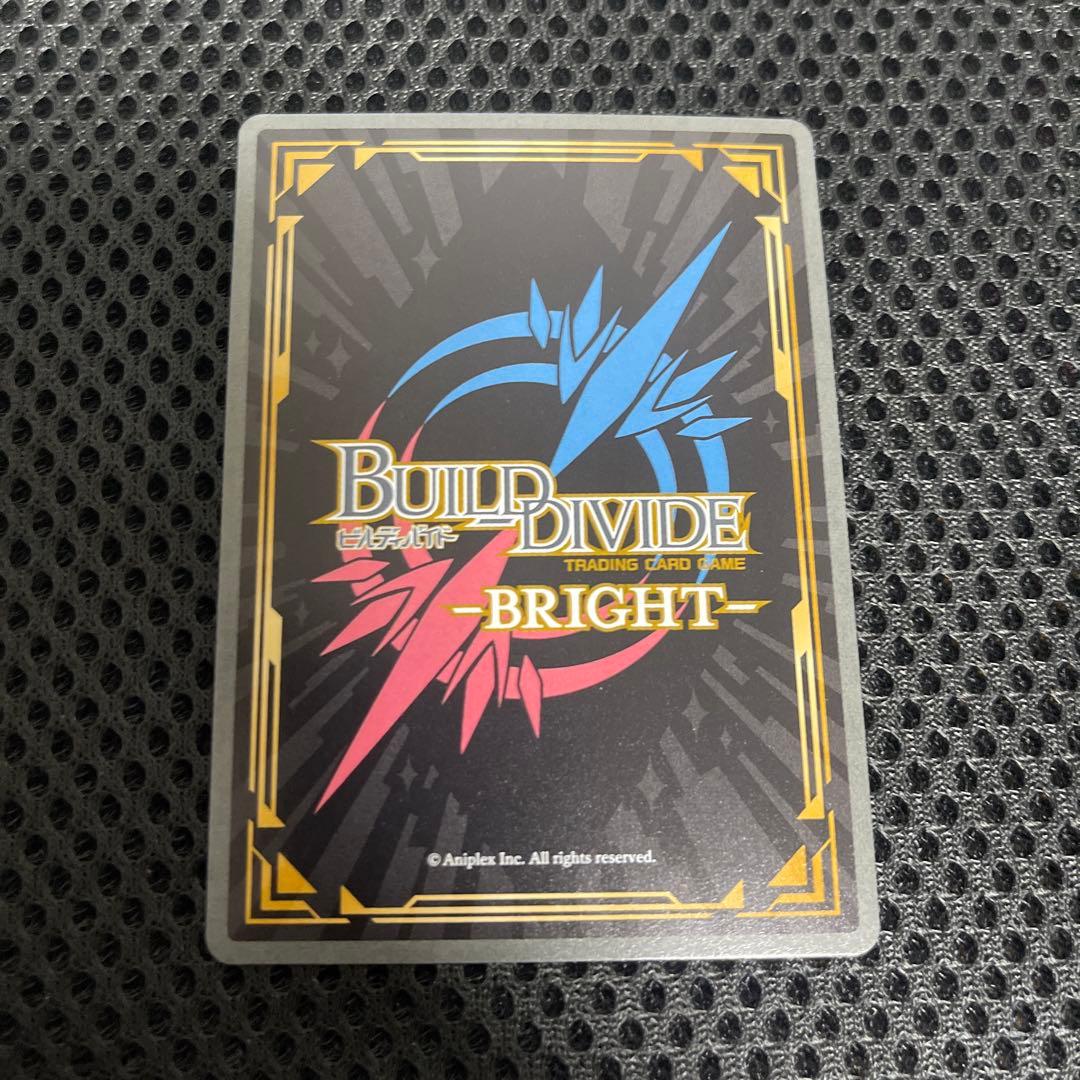 BUILD DIVIDE
ビルディバイド
TRADING CARD GAME
-BRIGHT-
© Aniplex Inc. All rights reserved.